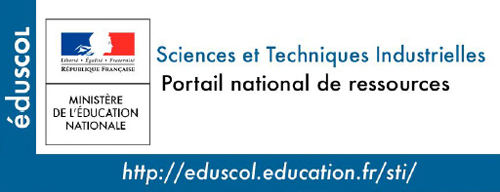 éduscol
Liberté • Égalité • Fraternité
RÉPUBLIQUE FRANÇAISE
MINISTÈRE
DE L'ÉDUCATION
NATIONALE
Sciences et Techniques Industrielles
Portail national de ressources
http://eduscol.education.fr/sti/